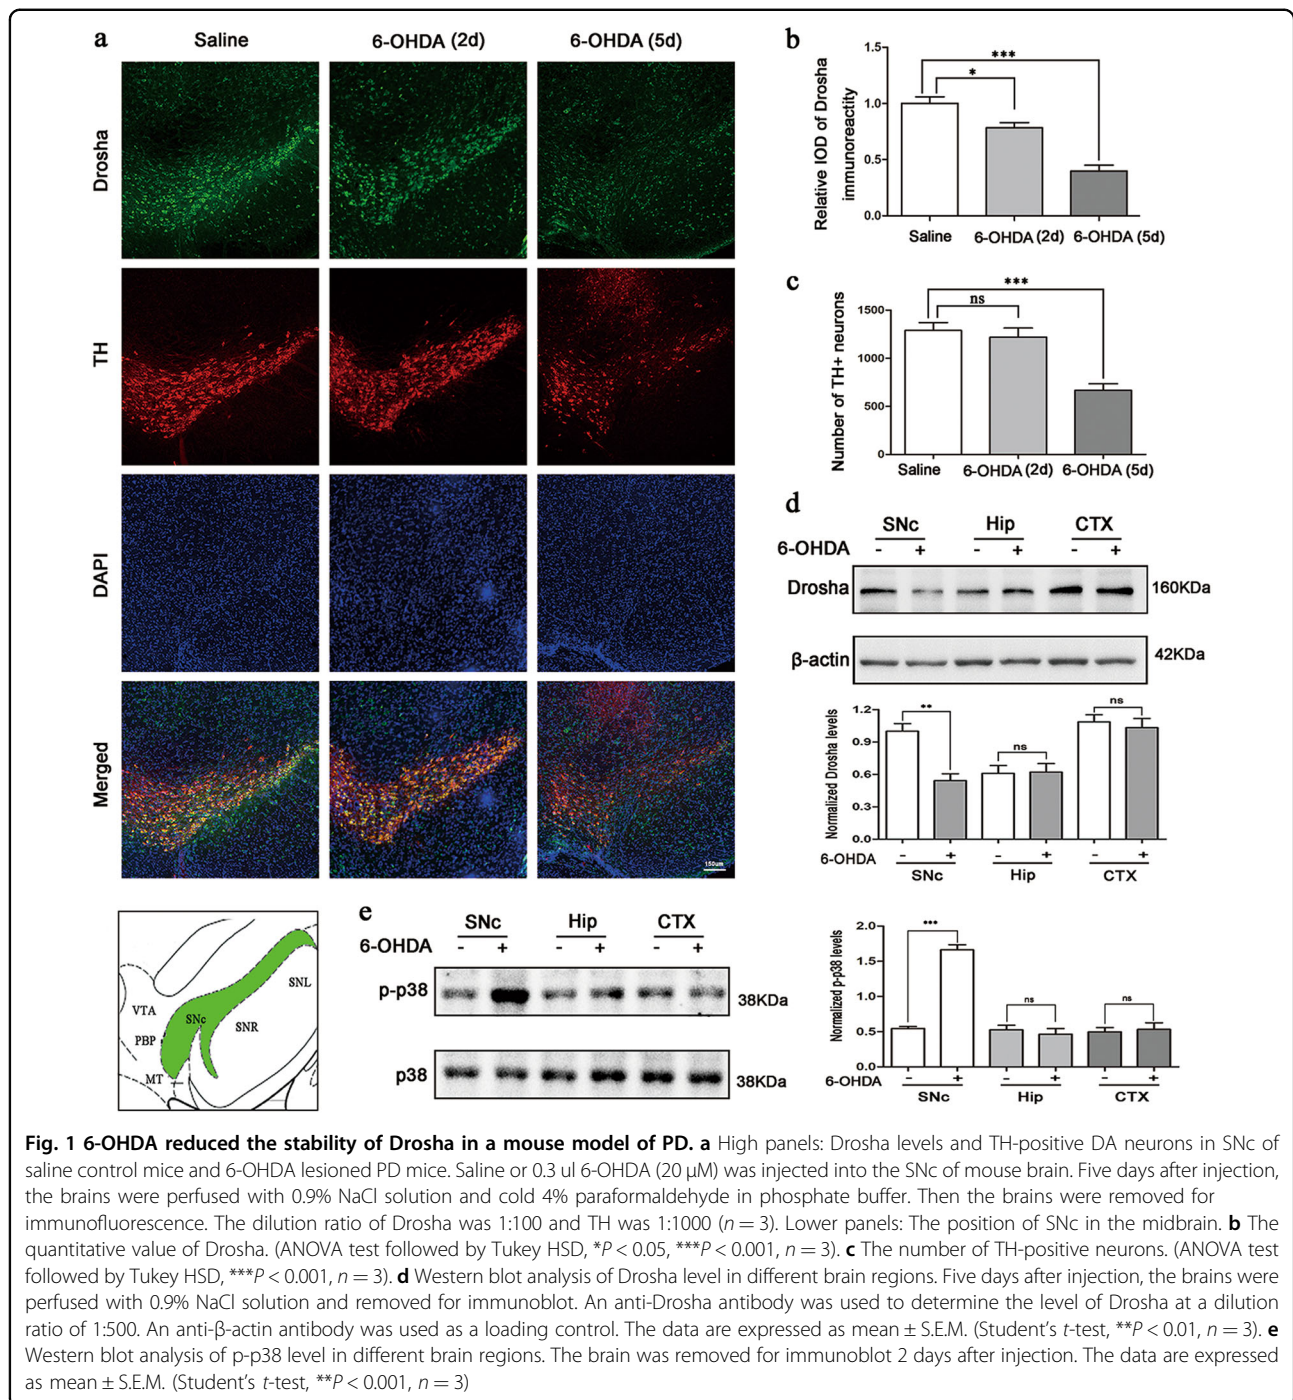 a
Saline
6-OHDA (2d)
6-OHDA (5d)
Drosha
TH
DAPI
Merged
150um
b
Relative IOD of Drosha
immunoreactity
1.5
1.0
0.5
0.0
***
*
Saline
6-OHDA (2d)
6-OHDA (5d)
c
Number of TH+ neurons
1500
1000
500
0
***
ns
Saline
6-OHDA (2d)
6-OHDA (5d)
d
SNc Hip CTX
6-OHDA - + - + - +
Drosha 160KDa
β-actin 42KDa
Normalized Drosha levels
1.2
0.9
0.6
0.3
0.0
**
ns
ns
6-OHDA - + - + - +
SNc Hip CTX
VTA
PBP
MT
SNc
SNR
SNL
e
SNc Hip CTX
6-OHDA - + - + - +
p-p38 38KDa
p38 38KDa
Normalized p-p38 levels
2.0
1.5
1.0
0.5
0.0
***
ns
ns
6-OHDA - + - + - +
SNc Hip CTX
Fig. 1 6-OHDA reduced the stability of Drosha in a mouse model of PD. a High panels: Drosha levels and TH-positive DA neurons in SNc of
saline control mice and 6-OHDA lesioned PD mice. Saline or 0.3 ul 6-OHDA (20 μM) was injected into the SNc of mouse brain. Five days after injection,
the brains were perfused with 0.9% NaCl solution and cold 4% paraformaldehyde in phosphate buffer. Then the brains were removed for
immunofluorescence. The dilution ratio of Drosha was 1:100 and TH was 1:1000 (n = 3). Lower panels: The position of SNc in the midbrain. b The
quantitative value of Drosha. (ANOVA test followed by Tukey HSD, *P < 0.05, ***P < 0.001, n = 3). c The number of TH-positive neurons. (ANOVA test
followed by Tukey HSD, ***P < 0.001, n = 3). d Western blot analysis of Drosha level in different brain regions. Five days after injection, the brains were
perfused with 0.9% NaCl solution and removed for immunoblot. An anti-Drosha antibody was used to determine the level of Drosha at a dilution
ratio of 1:500. An anti-β-actin antibody was used as a loading control. The data are expressed as mean ± S.E.M. (Student's t-test, **P < 0.01, n = 3). e
Western blot analysis of p-p38 level in different brain regions. The brain was removed for immunoblot 2 days after injection. The data are expressed
as mean ± S.E.M. (Student's t-test, **P < 0.001, n = 3)